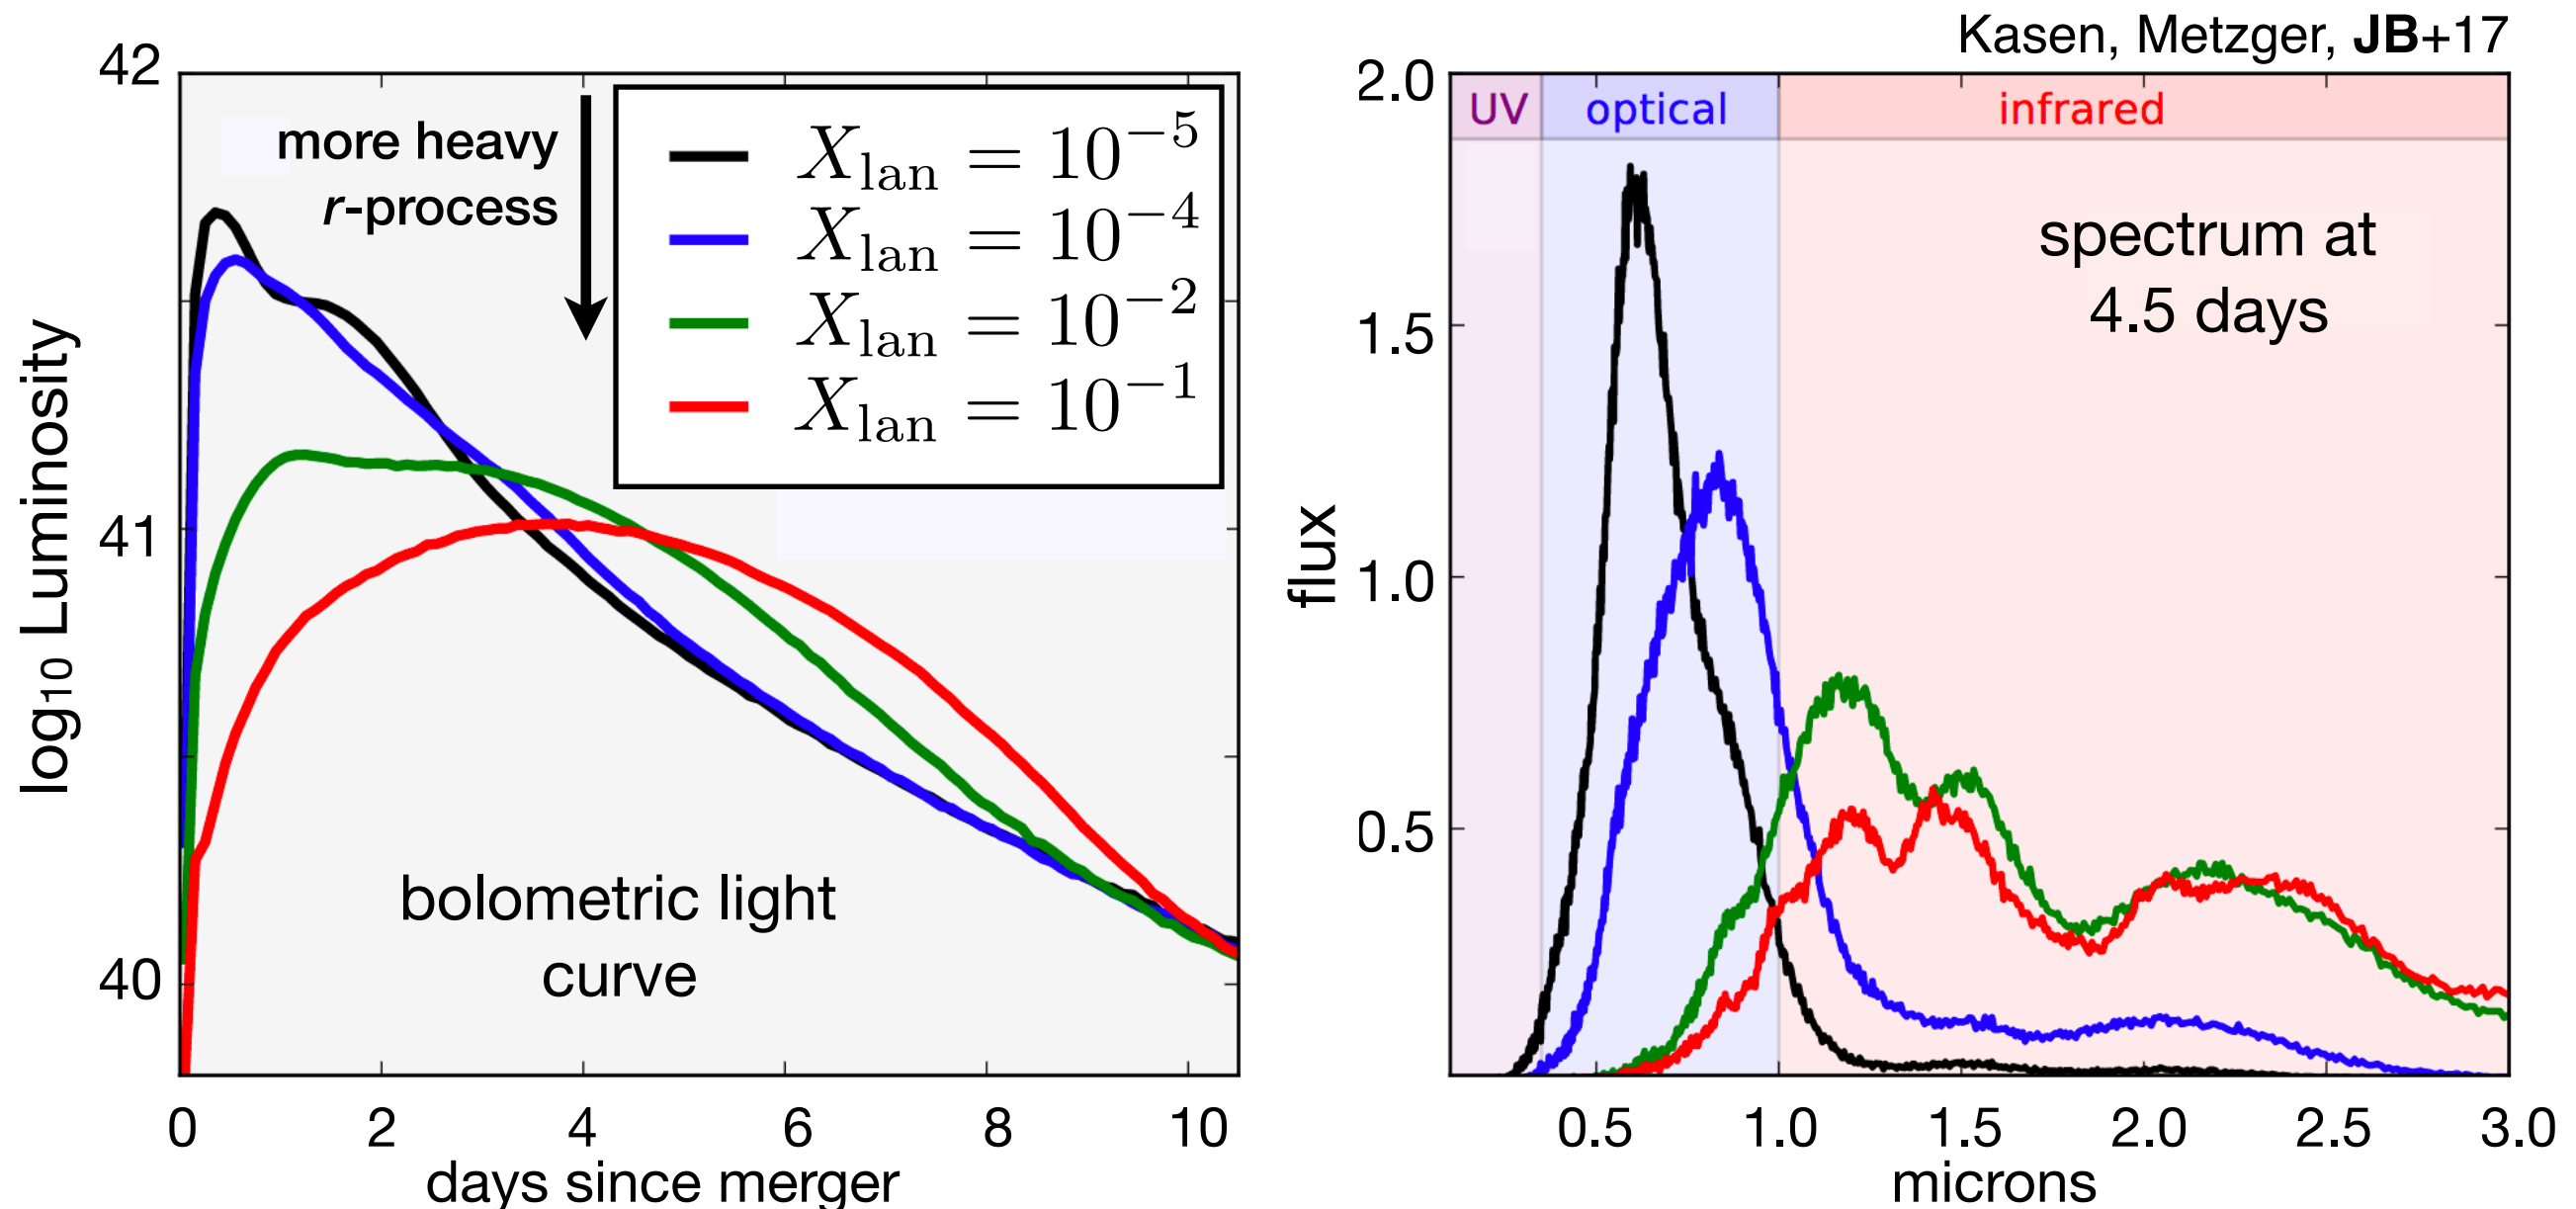 Kasen, Metzger, JB+17
42
41
40
log₁₀ Luminosity
more heavy
r-process
X_lan = 10⁻⁵
X_lan = 10⁻⁴
X_lan = 10⁻²
X_lan = 10⁻¹
bolometric light
curve
0 2 4 6 8 10
days since merger
2.0
1.5
1.0
0.5
flux
UV optical infrared
spectrum at
4.5 days
0.5 1.0 1.5 2.0 2.5 3.0
microns